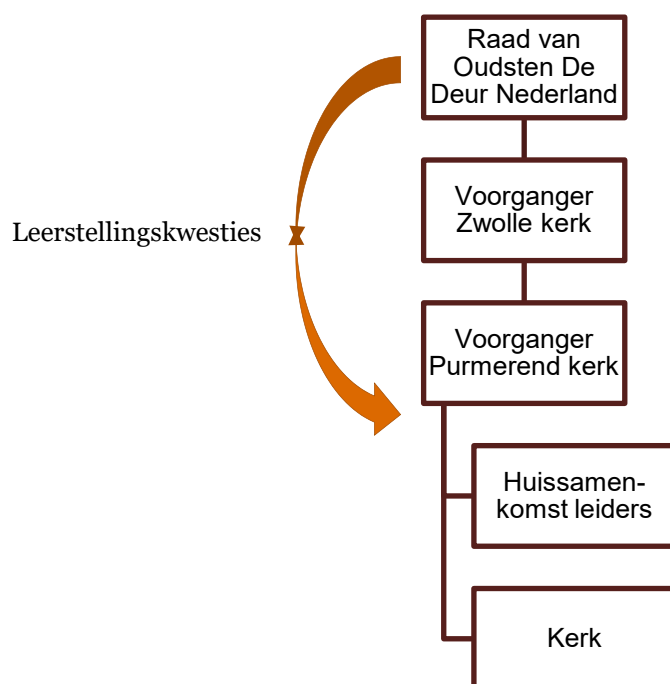 Raad van
Oudsten De
Deur Nederland
Voorganger
Zwolle kerk
Leerstellingskwesties
Voorganger
Purmerend kerk
Huissamen-
komst leiders
Kerk